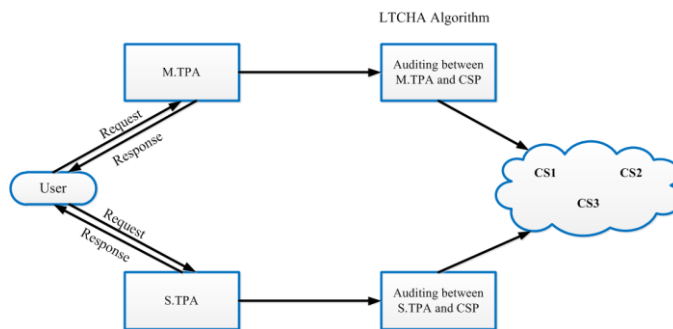 LTCHA Algorithm
M.TPA
Auditing between
M.TPA and CSP
Request
Response
User
CS1
CS2
CS3
Request
Response
S.TPA
Auditing between
S.TPA and CSP